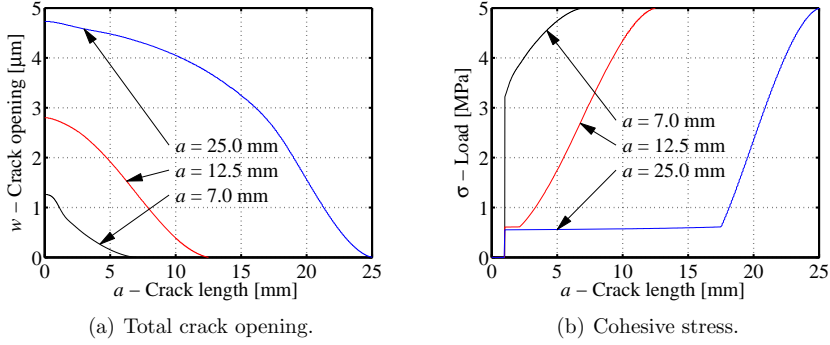 5
4
3
2
1
0
w – Crack opening [μm]
a = 25.0 mm
a = 12.5 mm
a = 7.0 mm
0 5 10 15 20 25
a – Crack length [mm]
(a) Total crack opening.
5
4
3
2
1
0
σ – Load [MPa]
a = 7.0 mm
a = 12.5 mm
a = 25.0 mm
0 5 10 15 20 25
a – Crack length [mm]
(b) Cohesive stress.